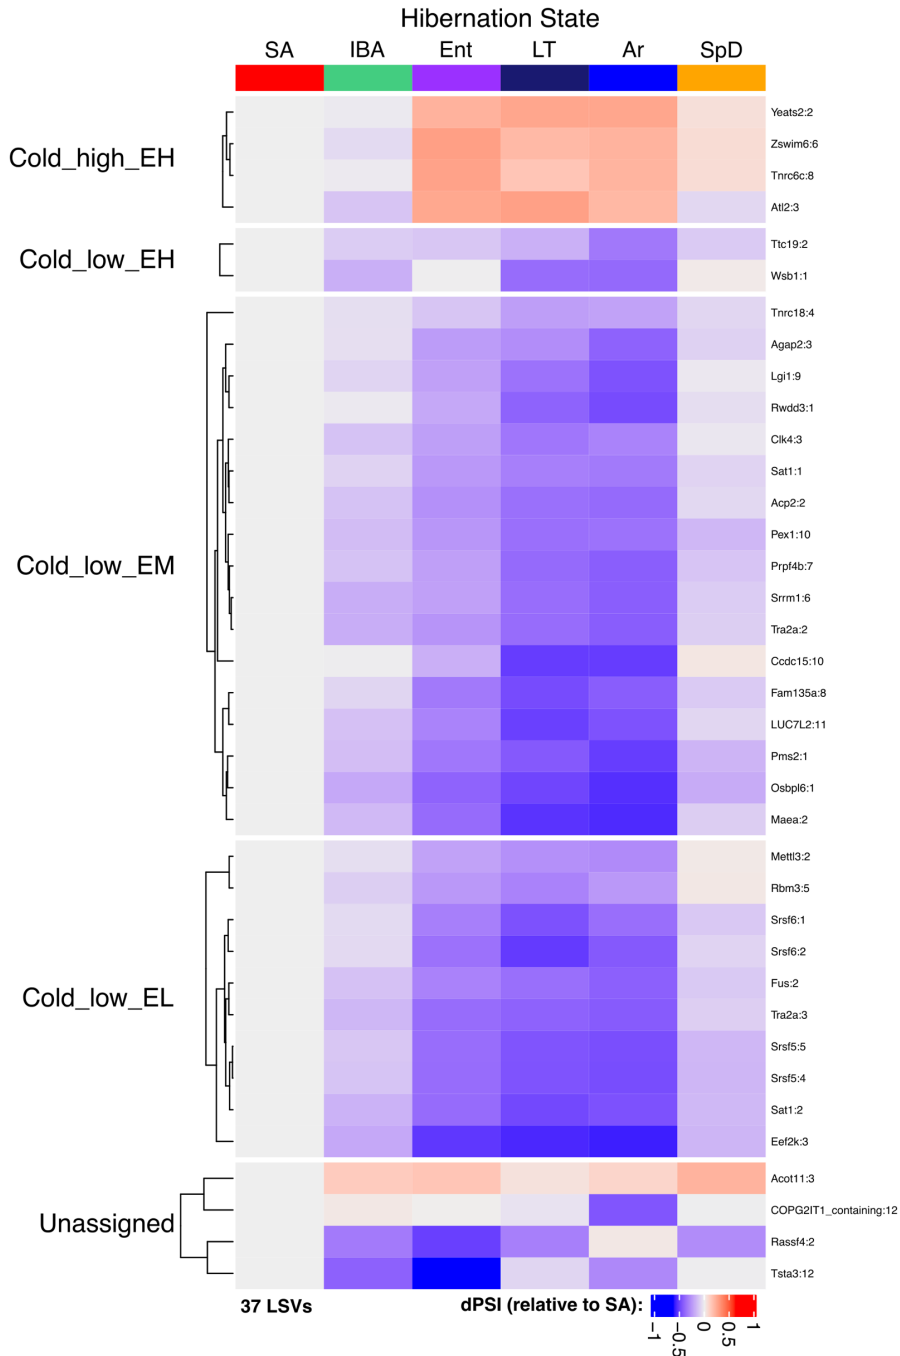 Hibernation State
SA IBA Ent LT Ar SpD
Cold_high_EH
Yeats2:2
Zswim6:6
Tnrc6c:8
Atl2:3
Cold_low_EH
Ttc19:2
Wsb1:1
Cold_low_EM
Tnrc18:4
Agap2:3
Lgi1:9
Rwdd3:1
Clk4:3
Sat1:1
Acp2:2
Pex1:10
Prpf4b:7
Srrm1:6
Tra2a:2
Ccdc15:10
Fam135a:8
LUC7L2:11
Pms2:1
Osbpl6:1
Maea:2
Cold_low_EL
Mettl3:2
Rbm3:5
Srsf6:1
Srsf6:2
Fus:2
Tra2a:3
Srsf5:5
Srsf5:4
Sat1:2
Eef2k:3
Unassigned
Acot11:3
COPG2IT1_containing:12
Rassf4:2
Tsta3:12
37 LSVs
dPSI (relative to SA):
-1 -0.5 0 0.5 1